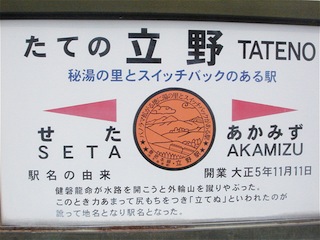 たての 立野 TATENO
秘湯の里とスイッチバックのある駅
せた あかみず
SETA AKAMIZU
駅名の由来 開業 大正5年11月11日
健磐龍命が水路を開こうと外輪山を蹴りやぶった。
このとき力あまって尻もちをつき「立てぬ」といわれたのが
訛って地名となり駅名となった。